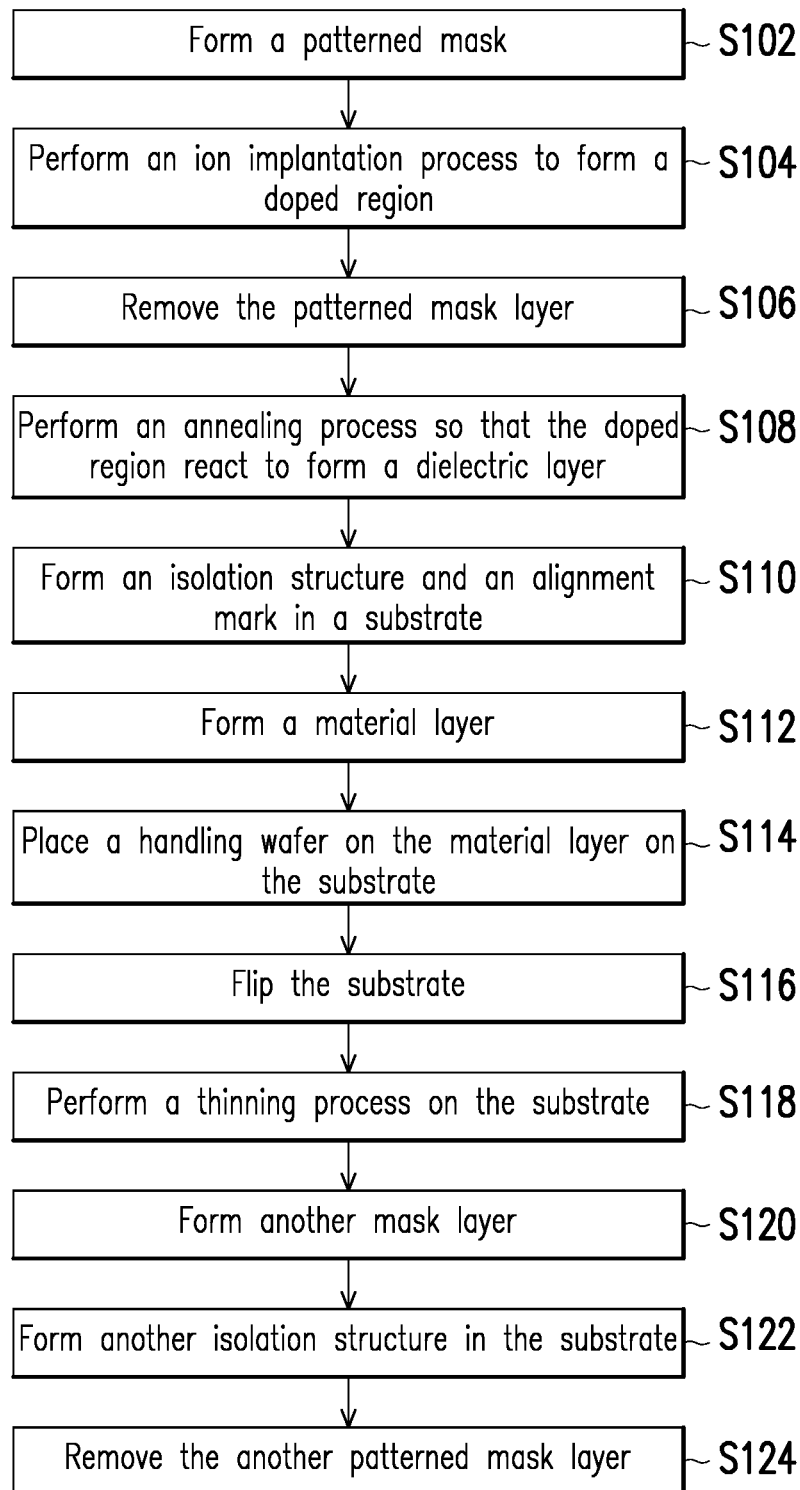 Form a patterned mask
S102
Perform an ion implantation process to form a
doped region
S104
Remove the patterned mask layer
S106
Perform an annealing process so that the doped
region react to form a dielectric layer
S108
Form an isolation structure and an alignment
mark in a substrate
S110
Form a material layer
S112
Place a handling wafer on the material layer on
the substrate
S114
Flip the substrate
S116
Perform a thinning process on the substrate
S118
Form another mask layer
S120
Form another isolation structure in the substrate
S122
Remove the another patterned mask layer
S124